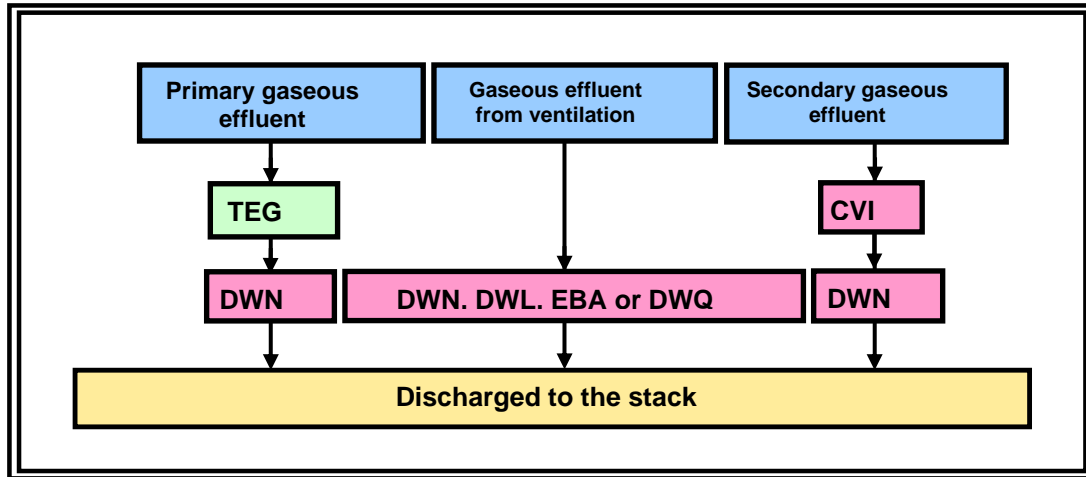 Primary gaseous
effluent
Gaseous effluent
from ventilation
Secondary gaseous
effluent
TEG
CVI
DWN
DWN. DWL. EBA or DWQ
DWN
Discharged to the stack